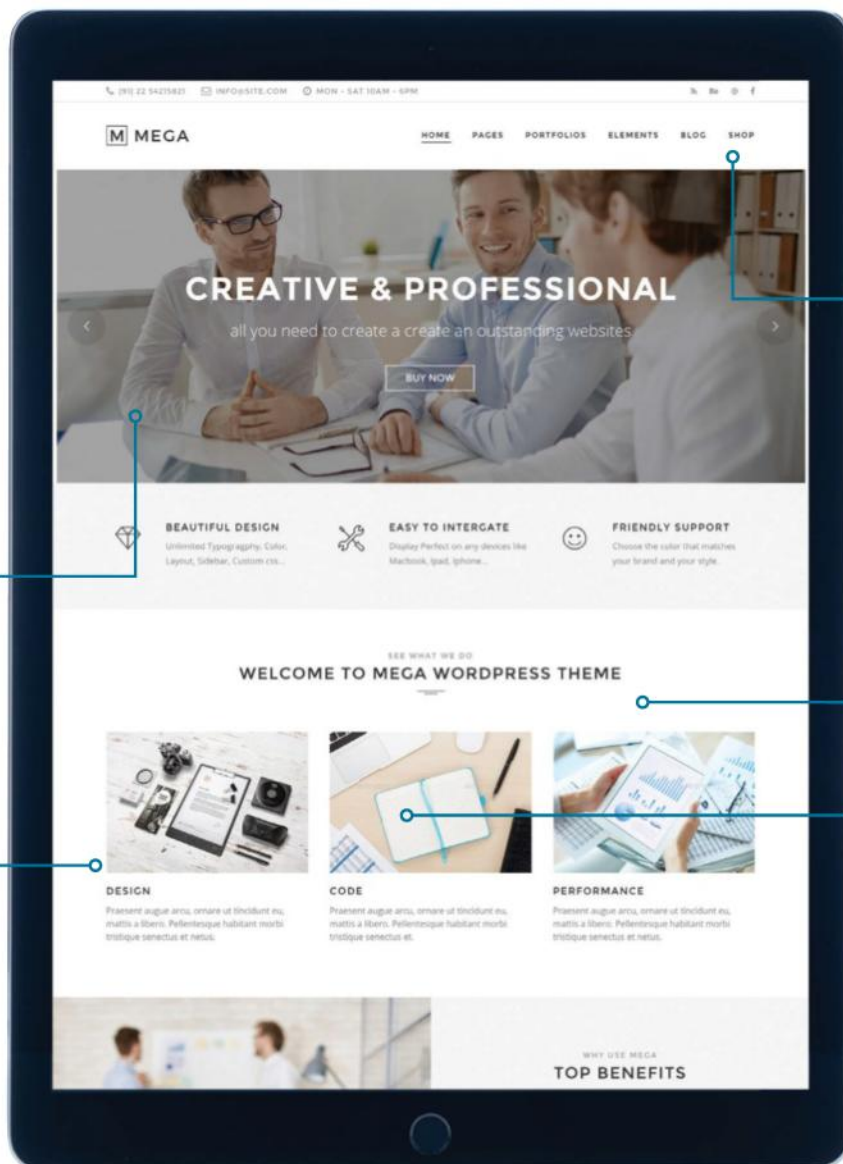 (91) 22 54215821 INFO@SITE.COM MON - SAT 10AM - 6PM
M MEGA
HOME PAGES PORTFOLIOS ELEMENTS BLOG SHOP
CREATIVE & PROFESSIONAL
all you need to create a create an outstanding websites
BUY NOW
BEAUTIFUL DESIGN
Unlimited Typogragphy, Color,
Layout, Sidebar, Custom css...
EASY TO INTERGATE
Display Perfect on any devices like
Macbook, Ipad, Iphone...
FRIENDLY SUPPORT
Choose the color that matches
your brand and your style.
SEE WHAT WE DO
WELCOME TO MEGA WORDPRESS THEME
DESIGN
Praesent augue arcu, ornare ut tincidunt eu,
mattis a libero. Pellentesque habitant morbi
tristique senectus et netus.
CODE
Praesent augue arcu, ornare ut tincidunt eu,
mattis a libero. Pellentesque habitant morbi
tristique senectus et.
PERFORMANCE
Praesent augue arcu, ornare ut tincidunt eu,
mattis a libero. Pellentesque habitant morbi
tristique senectus et netus.
WHY USE MEGA
TOP BENEFITS